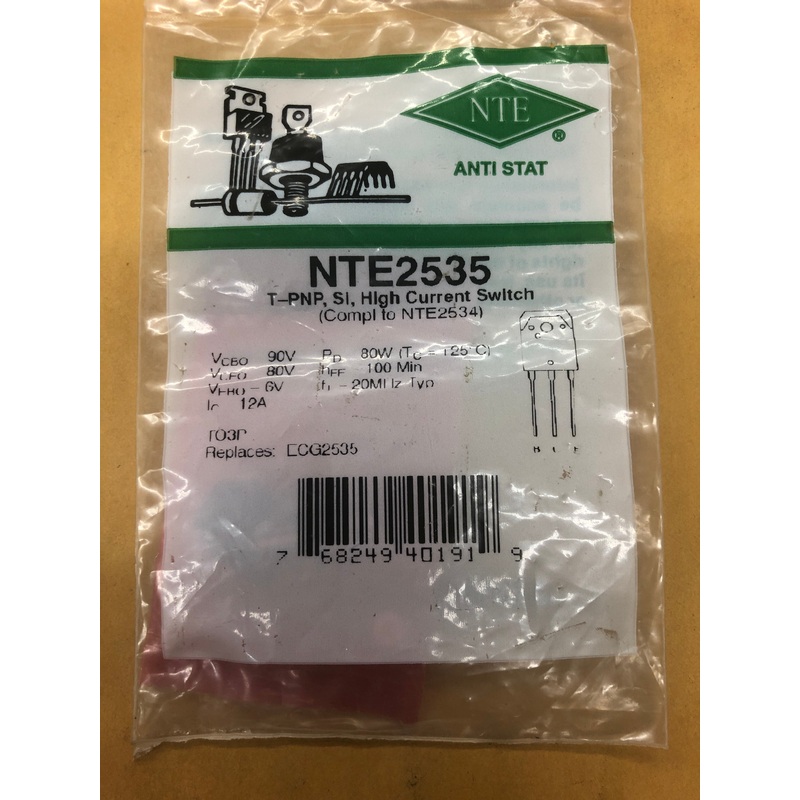 NTE
®
ANTI STAT
NTE2535
T-PNP, SI, High Current Switch
(Compl to NTE2534)
VCBO 90V PD 80W (TC = +25°C)
VCEO 80V hFE 100 Min
VEBO – 6V fT – 20MHz Typ
IC 12A
TO3P
Replaces: ECG2535
B C E
7 68249 40191 9